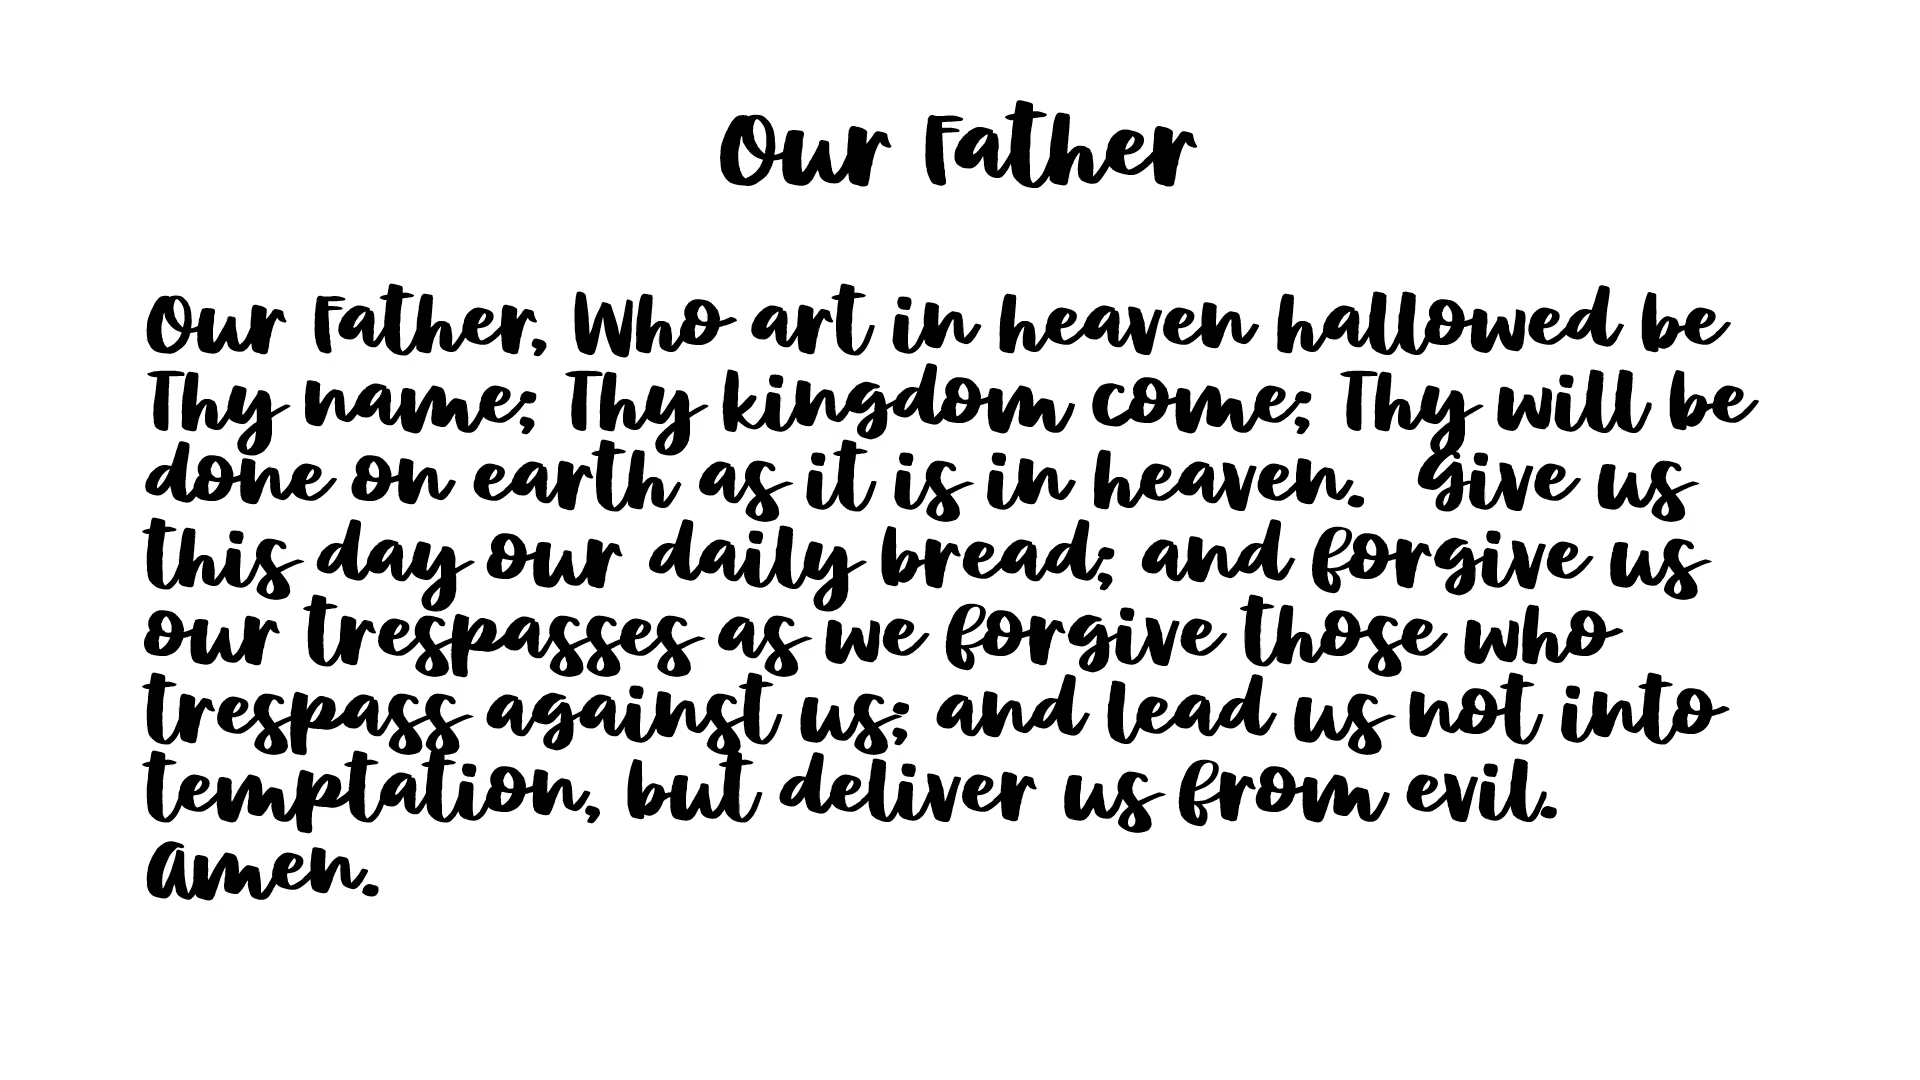 Our Father
Our Father, Who art in heaven hallowed be
Thy name; Thy kingdom come; Thy will be
done on earth as it is in heaven.   Give us
this day our daily bread; and forgive us
our trespasses as we forgive those who
trespass against us; and lead us not into
temptation, but deliver us from evil.
Amen.